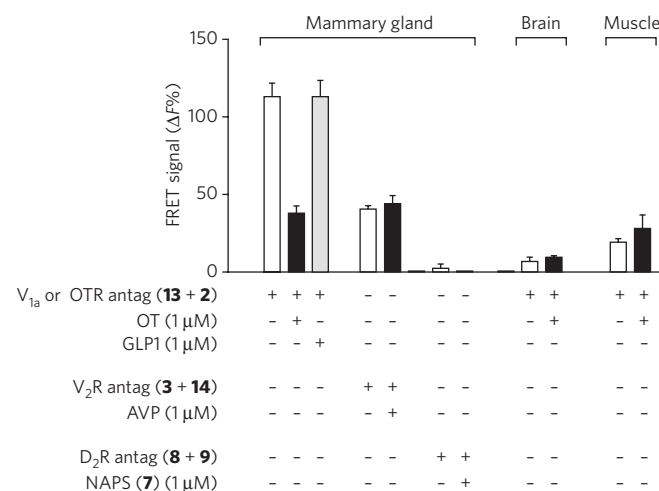 Mammary gland Brain Muscle
150
100
50
0
FRET signal (ΔF%)
V1a or OTR antag (13 + 2) + + + – – – – + + + +
OT (1 μM) – + – – – – – – + – +
GLP1 (1 μM) – – + – – – – – – – –
V2R antag (3 + 14) – – – + + – – – – – –
AVP (1 μM) – – – – + – – – – – –
D2R antag (8 + 9) – – – – – + + – – – –
NAPS (7) (1 μM) – – – – – – + – – – –